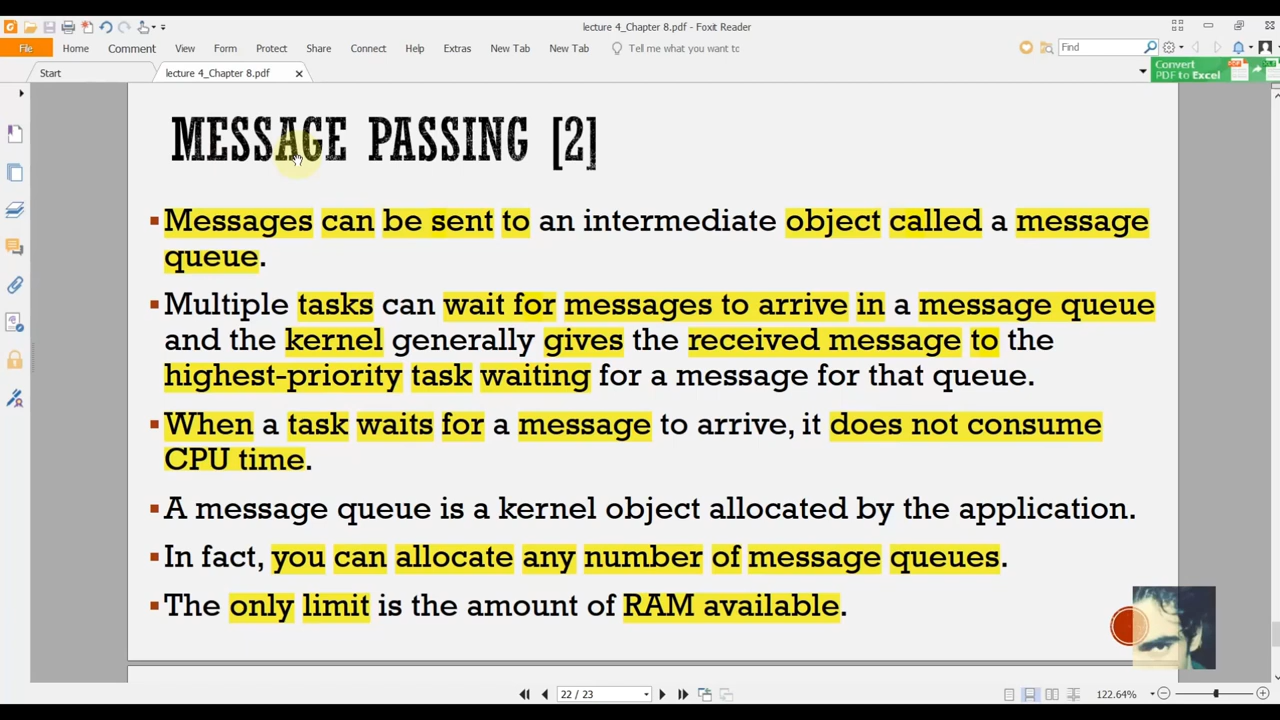 lecture 4_Chapter 8.pdf - Foxit Reader
File Home Comment View Form Protect Share Connect Help Extras New Tab New Tab Tell me what you want to Find
Start lecture 4_Chapter 8.pdf
Convert
PDF to Excel
MESSAGE PASSING [2]
▪ Messages can be sent to an intermediate object called a message
queue.
▪ Multiple tasks can wait for messages to arrive in a message queue
and the kernel generally gives the received message to the
highest-priority task waiting for a message for that queue.
▪ When a task waits for a message to arrive, it does not consume
CPU time.
▪ A message queue is a kernel object allocated by the application.
▪ In fact, you can allocate any number of message queues.
▪ The only limit is the amount of RAM available.
22 / 23 122.64%